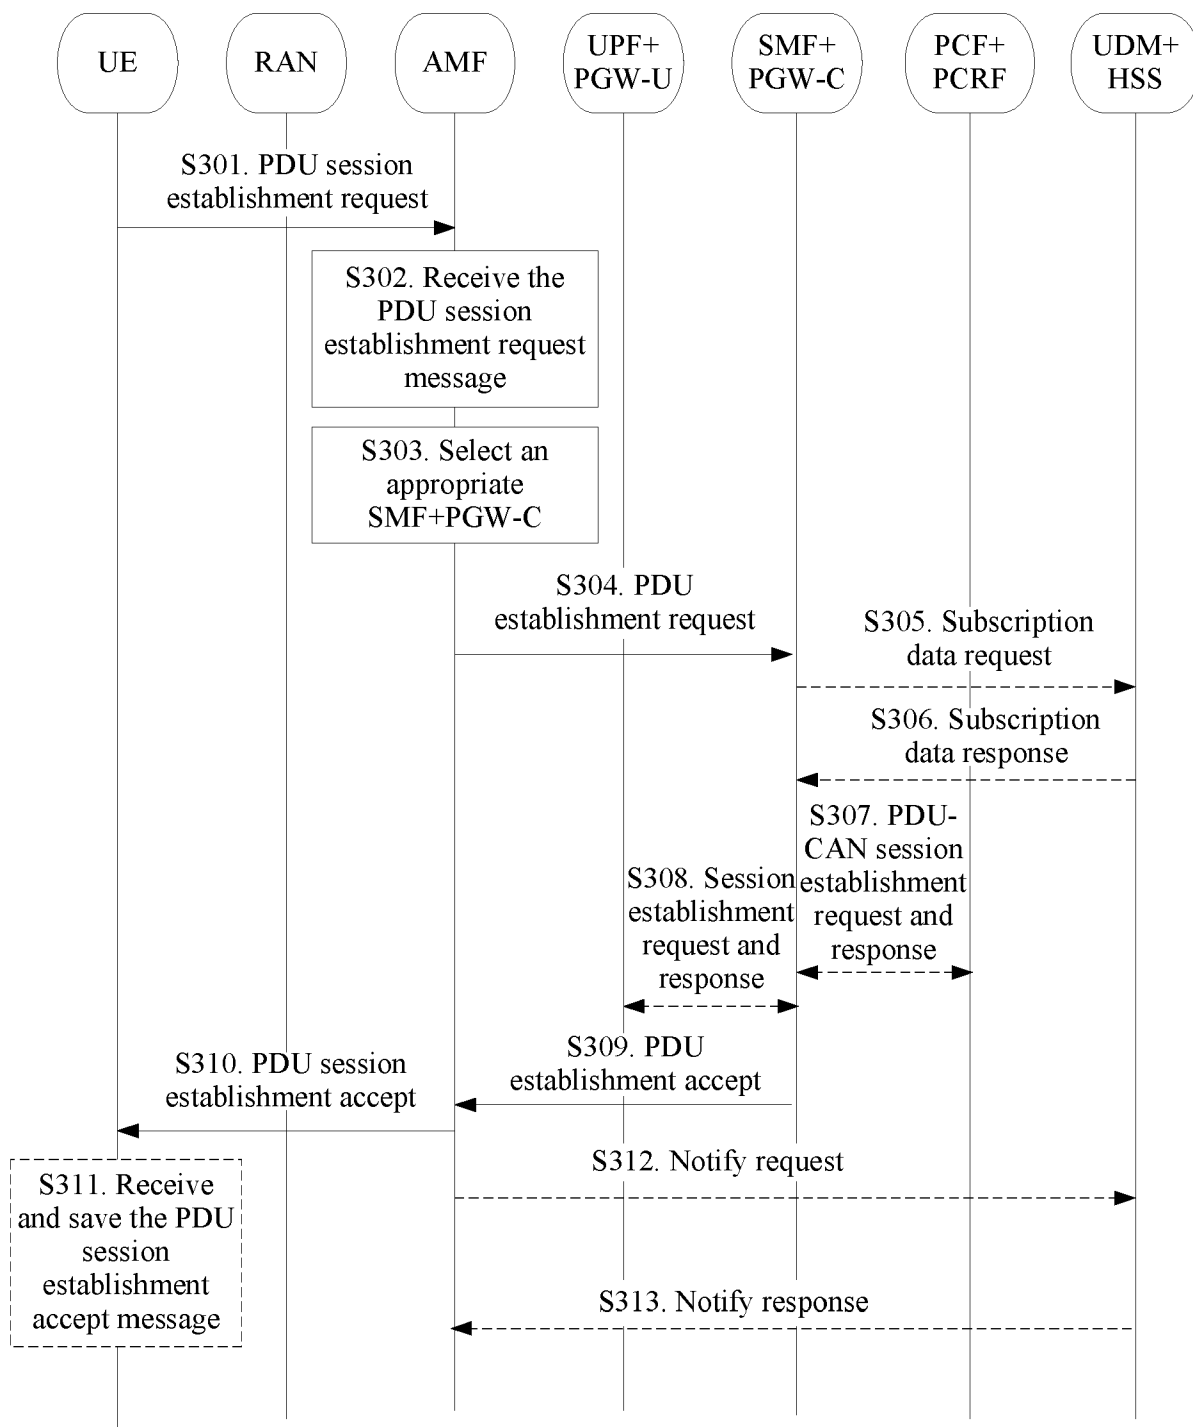 UE
RAN
AMF
UPF+
PGW-U
SMF+
PGW-C
PCF+
PCRF
UDM+
HSS
S301. PDU session
establishment request
S302. Receive the
PDU session
establishment request
message
S303. Select an
appropriate
SMF+PGW-C
S304. PDU
establishment request
S305. Subscription
data request
S306. Subscription
data response
S307. PDU-
CAN session
establishment
request and
response
S308. Session
establishment
request and
response
S309. PDU
establishment accept
S310. PDU session
establishment accept
S311. Receive
and save the PDU
session
establishment
accept message
S312. Notify request
S313. Notify response